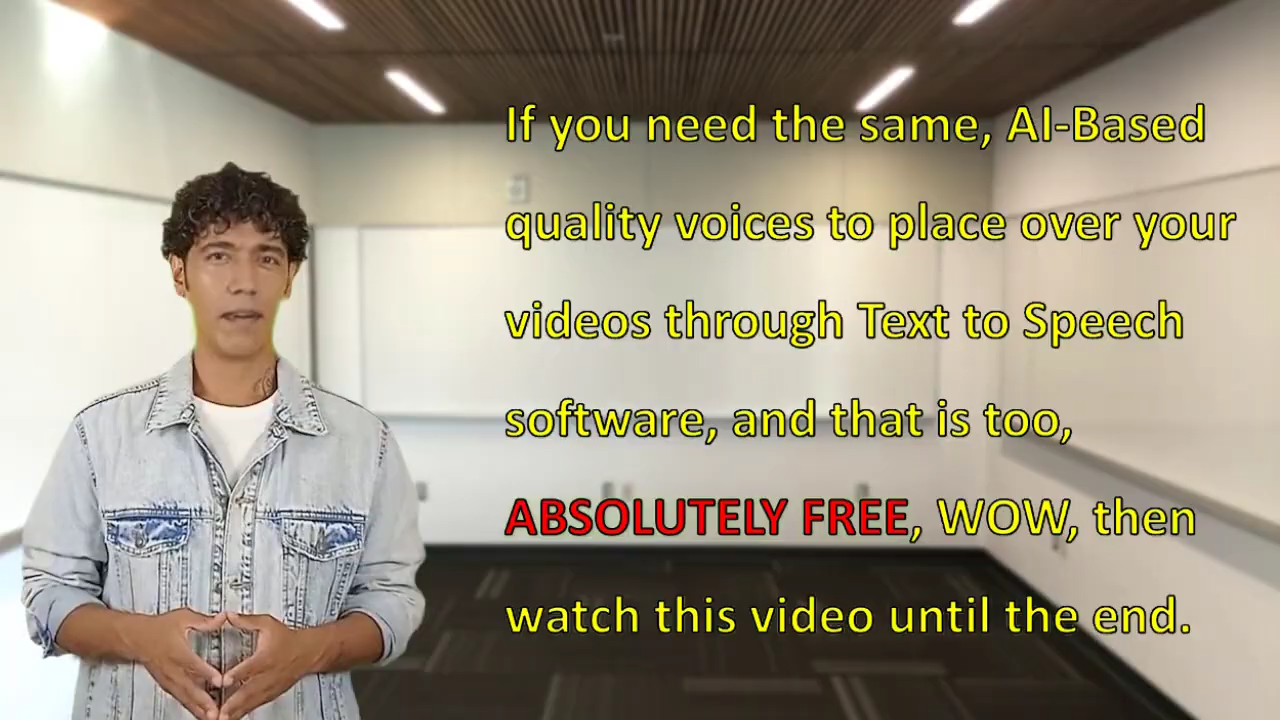 If you need the same, AI-Based
quality voices to place over your
videos through Text to Speech
software, and that is too,
ABSOLUTELY FREE, WOW, then
watch this video until the end.